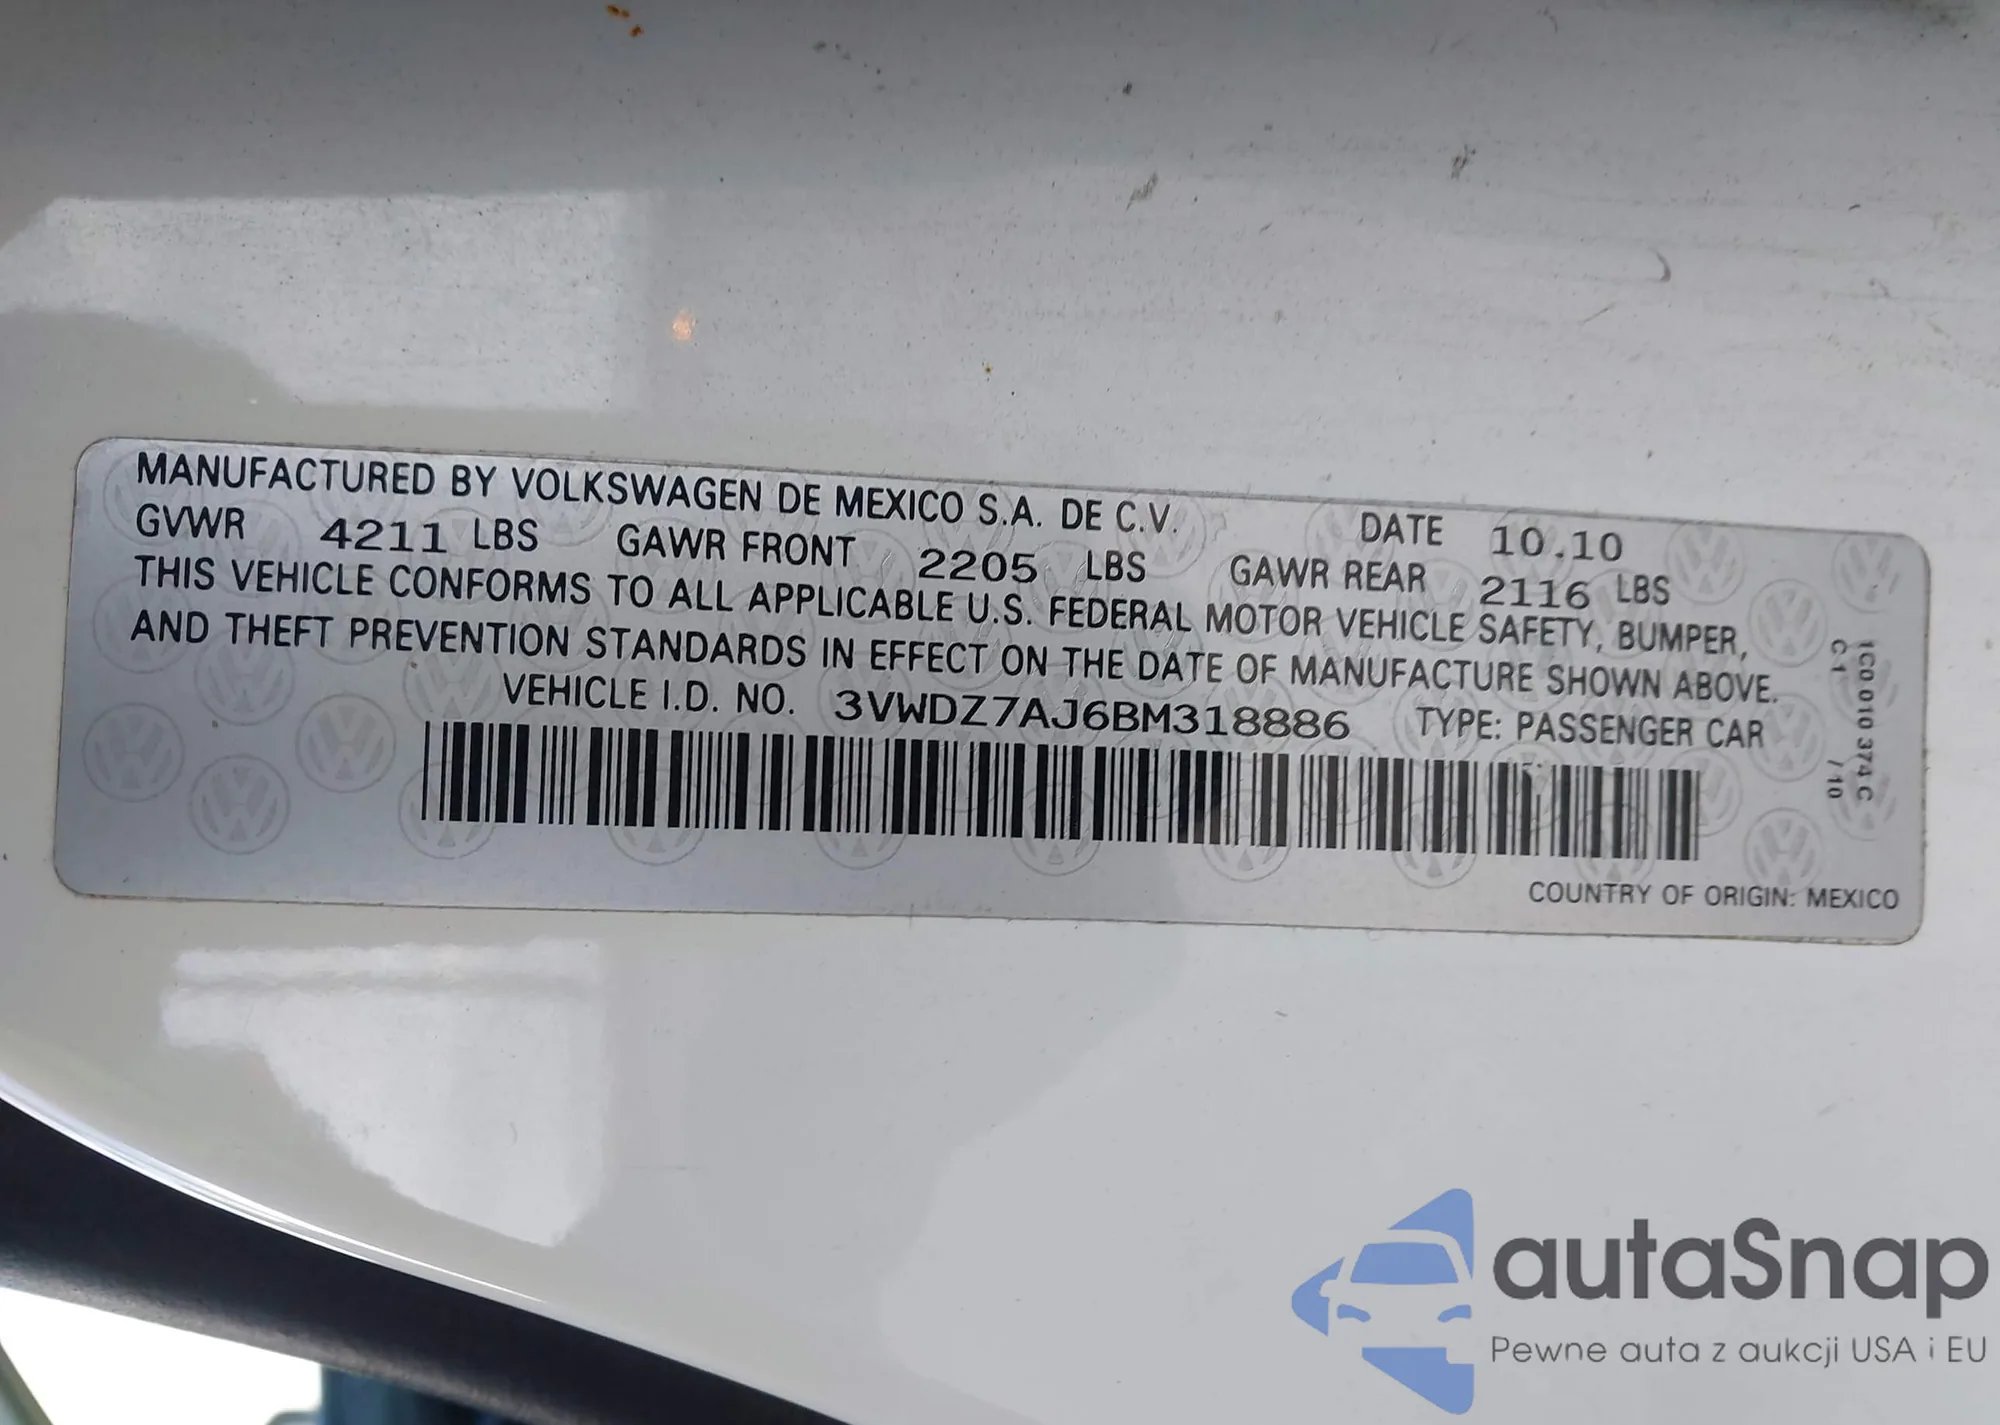 MANUFACTURED BY VOLKSWAGEN DE MEXICO S.A. DE C.V. DATE 10.10
GVWR 4211 LBS GAWR FRONT 2205 LBS GAWR REAR 2116 LBS
THIS VEHICLE CONFORMS TO ALL APPLICABLE U.S. FEDERAL MOTOR VEHICLE SAFETY, BUMPER,
AND THEFT PREVENTION STANDARDS IN EFFECT ON THE DATE OF MANUFACTURE SHOWN ABOVE.
VEHICLE I.D. NO. 3VWDZ7AJ6BM318886 TYPE: PASSENGER CAR
1C0 010 374 C
C 1 / 10
COUNTRY OF ORIGIN: MEXICO
autaSnap
Pewne auta z aukcji USA i EU